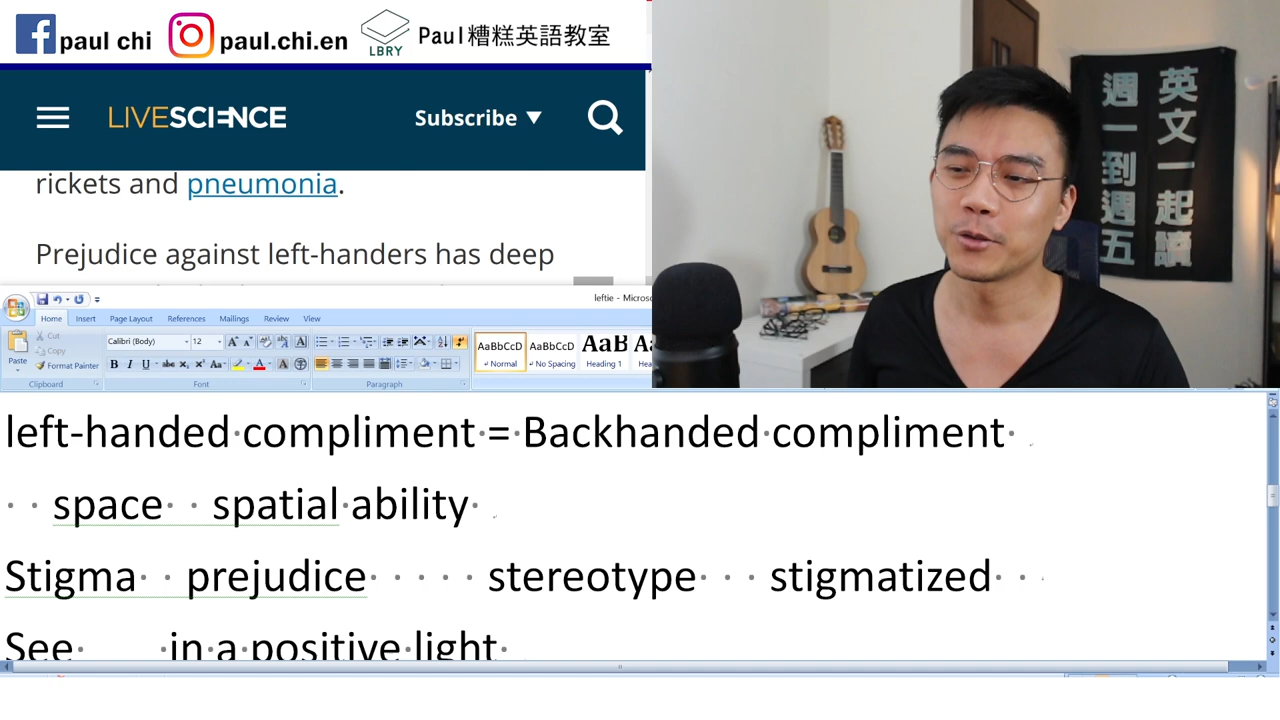 paul chi
paul.chi.en
LBRY
Paul糟糕英語教室
LIVESCIENCE
Subscribe
rickets and pneumonia.
Prejudice against left-handers has deep
leftie - Micros
Home Insert Page Layout References Mailings Review View
Cut
Copy
Format Painter
Paste
Clipboard
Calibri (Body) 12
Font
Paragraph
AaBbCcD
Normal
AaBbCcD
No Spacing
AaB
Heading 1
英文一起讀
週一到週五
left-handed compliment = Backhanded compliment
space spatial ability
Stigma prejudice stereotype stigmatized
See in a positive light